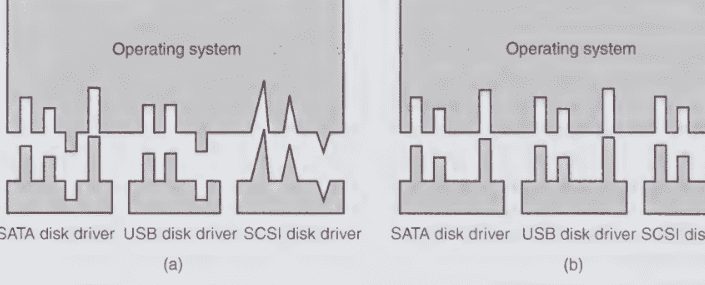 Operating system
Operating system
SATA disk driver USB disk driver SCSI disk driver
SATA disk driver USB disk driver SCSI
(a)
(b)